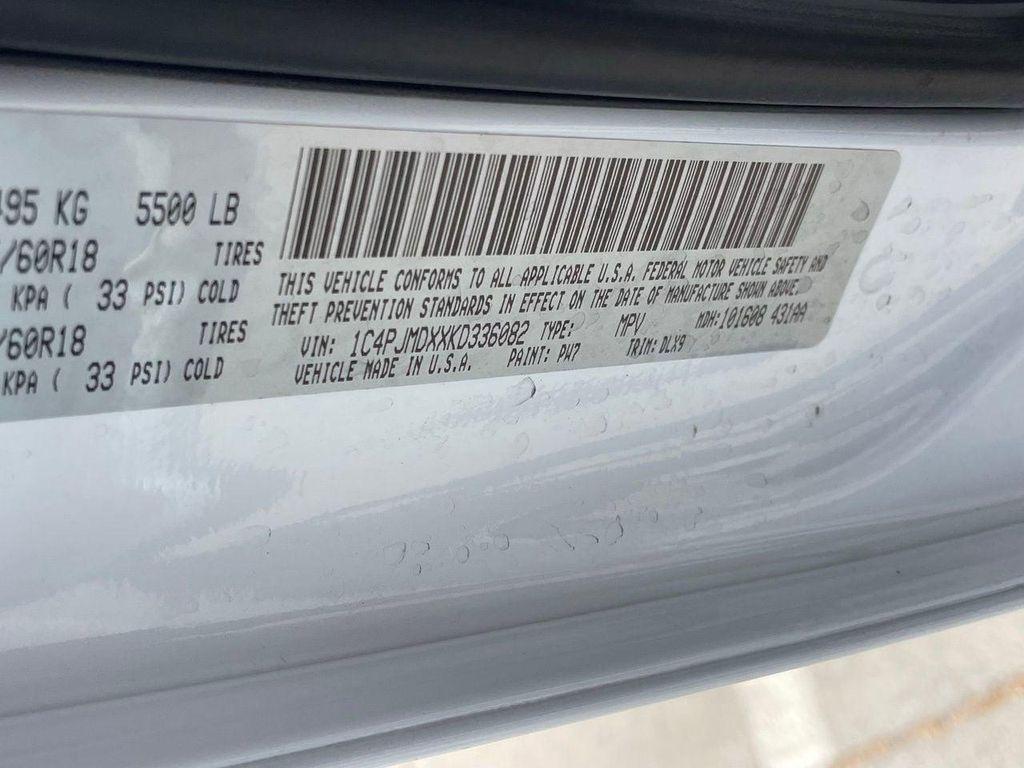 495 KG 5500 LB
/60R18 TIRES
KPA ( 33 PSI) COLD
/60R18 TIRES
KPA ( 33 PSI) COLD
THIS VEHICLE CONFORMS TO ALL APPLICABLE U.S.A. FEDERAL MOTOR VEHICLE SAFETY AND
THEFT PREVENTION STANDARDS IN EFFECT ON THE DATE OF MANUFACTURE SHOWN ABOVE.
VIN: 1C4PJMDXXKD336082 TYPE: MPV MDH:101608 431AA
VEHICLE MADE IN U.S.A. PAINT: PW7 TRIM: DLX9